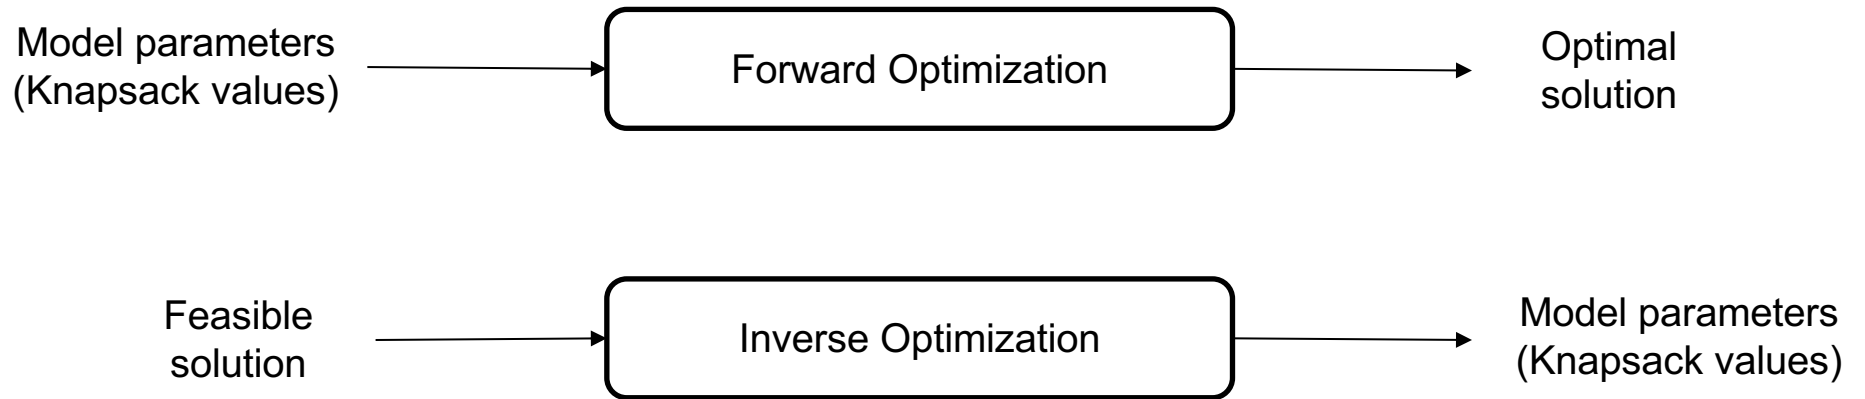 Model parameters
(Knapsack values)
Forward Optimization
Optimal
solution
Feasible
solution
Inverse Optimization
Model parameters
(Knapsack values)